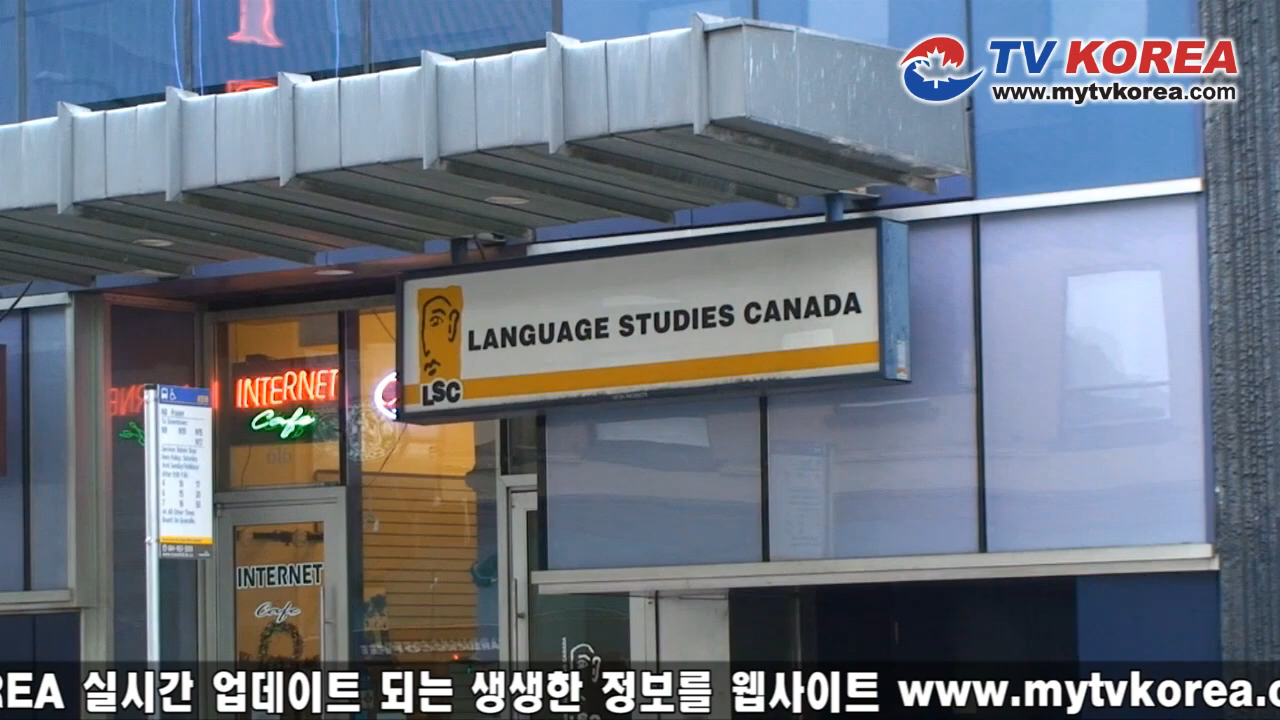 TV KOREA
www.mytvkorea.com
LANGUAGE STUDIES CANADA
LSC
INTERNET
Cafe
INTERNET
Cafe
REA 실시간 업데이트 되는 생생한 정보를 웹사이트 www.mytvkorea.c